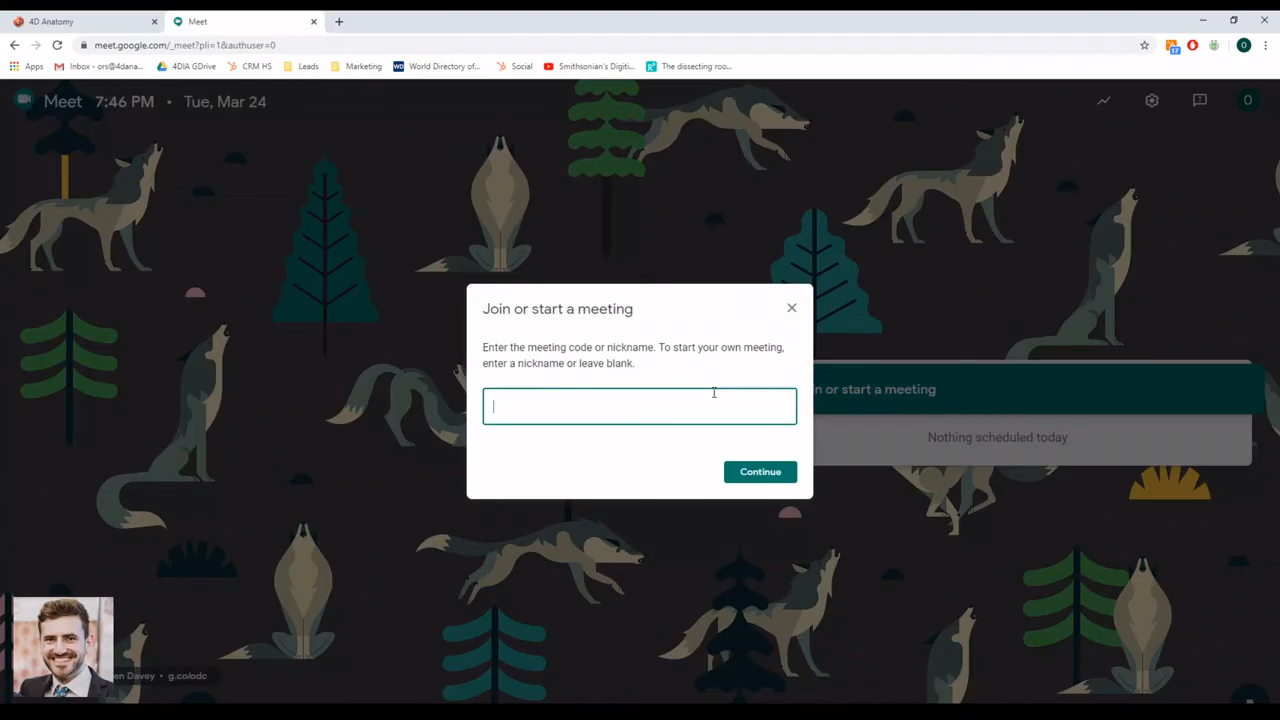 4D Anatomy
Meet
meet.google.com/_meet?pli=1&authuser=0
O
Apps
Inbox - ors@4dana...
4DIA GDrive
CRM HS
Leads
Marketing
WD
World Directory of...
Social
Smithsonian's Digiti...
The dissecting roo...
17
Meet 7:46 PM • Tue, Mar 24
O
Join or start a meeting
Enter the meeting code or nickname. To start your own meeting,
enter a nickname or leave blank.
Continue
n or start a meeting
Nothing scheduled today
en Davey • g.co/odc